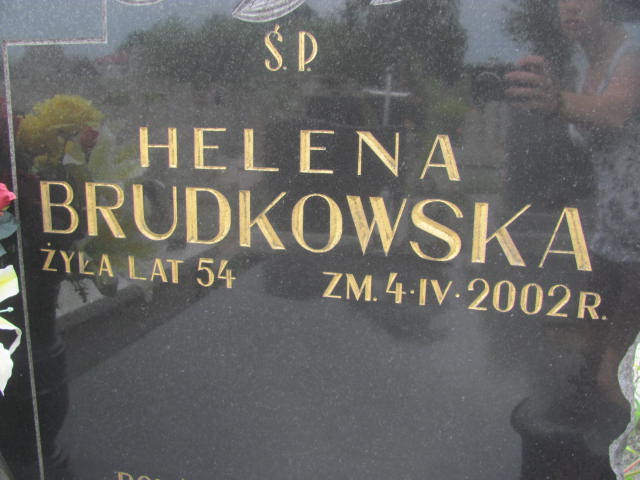 Ś.P.
HELENA
BRUDKOWSKA
ŻYŁA LAT 54 ZM. 4·IV·2002 R.